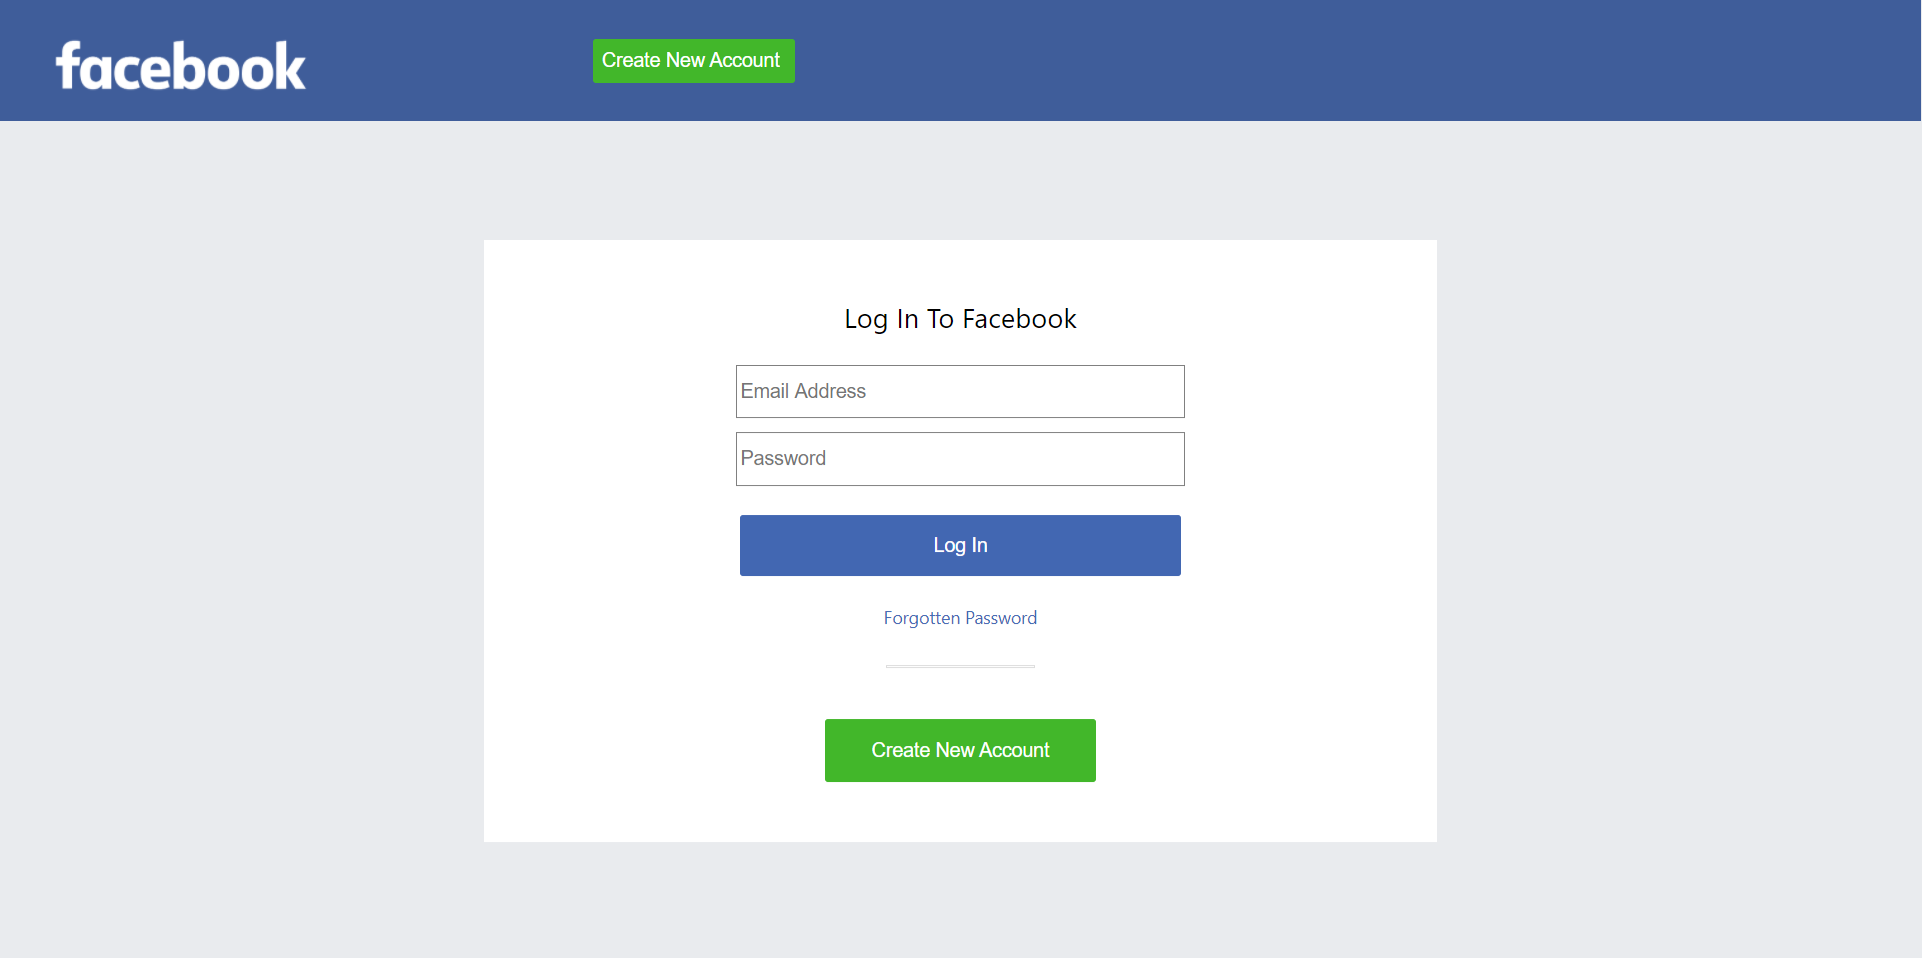 facebook
Create New Account
Log In To Facebook
Email Address
Password
Log In
Forgotten Password
Create New Account